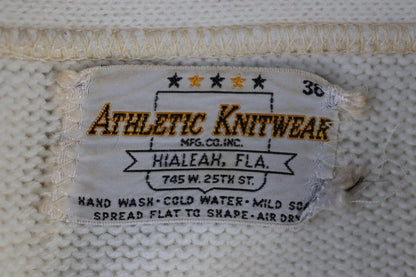 36
ATHLETIC KNITWEAR
MFG. CO. INC.
HIALEAH, FLA.
745 W. 25TH ST.
HAND WASH · COLD WATER · MILD
SPREAD FLAT TO SHAPE · AIR DRY